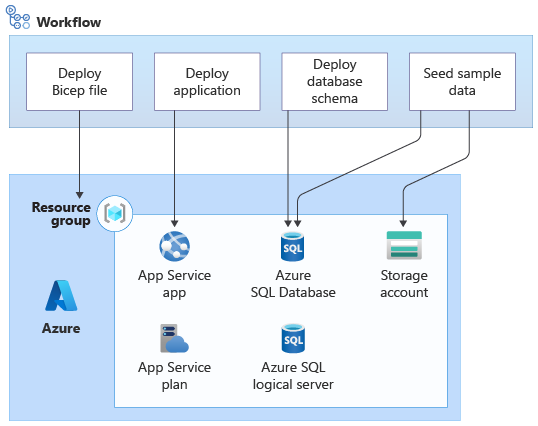 Workflow
Deploy
Bicep file
Deploy
application
Deploy
database
schema
Seed sample
data
Resource
group
Azure
App Service
app
SQL
Azure
SQL Database
Storage
account
App Service
plan
SQL
Azure SQL
logical server